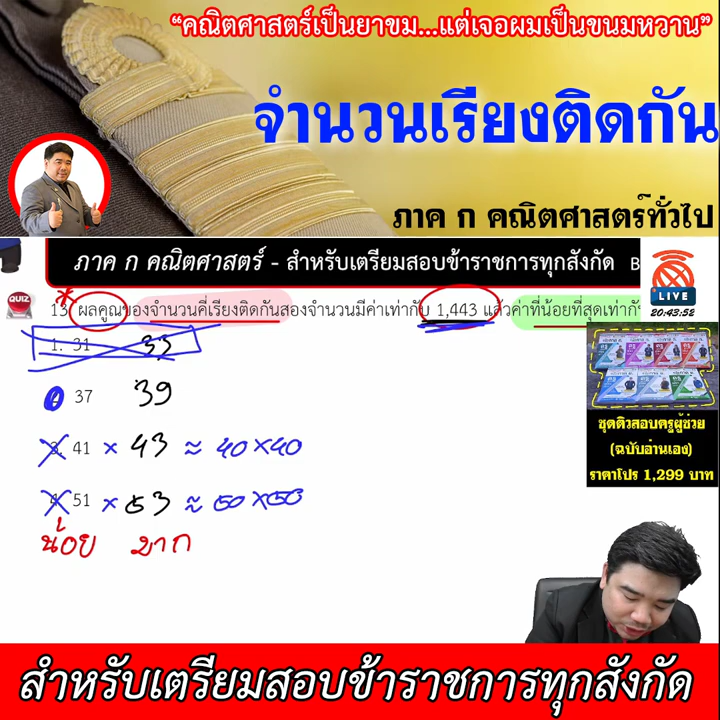 “คณิตศาสตร์เป็นยาขม...แต่เจอผมเป็นขนมหวาน”
จำนวนเรียงติดกัน
ภาค ก คณิตศาสตร์ทั่วไป
ภาค ก คณิตศาสตร์ - สำหรับเตรียมสอบข้าราชการทุกสังกัด B
LIVE
20:43:52
QUIZ
13. ผลคูณของจำนวนคี่เรียงติดกันสองจำนวนมีค่าเท่ากับ 1,443 แล้วค่าที่น้อยที่สุดเท่ากั
1. 31 33
37 39
3. 41 × 43 ≈ 40×40
4. 51 × 53 ≈ 50×50
น้อย มาก
ชุดติวสอบครูผู้ช่วย
(ฉบับอ่านเอง)
ราคาโปร 1,299 บาท
สำหรับเตรียมสอบข้าราชการทุกสังกัด